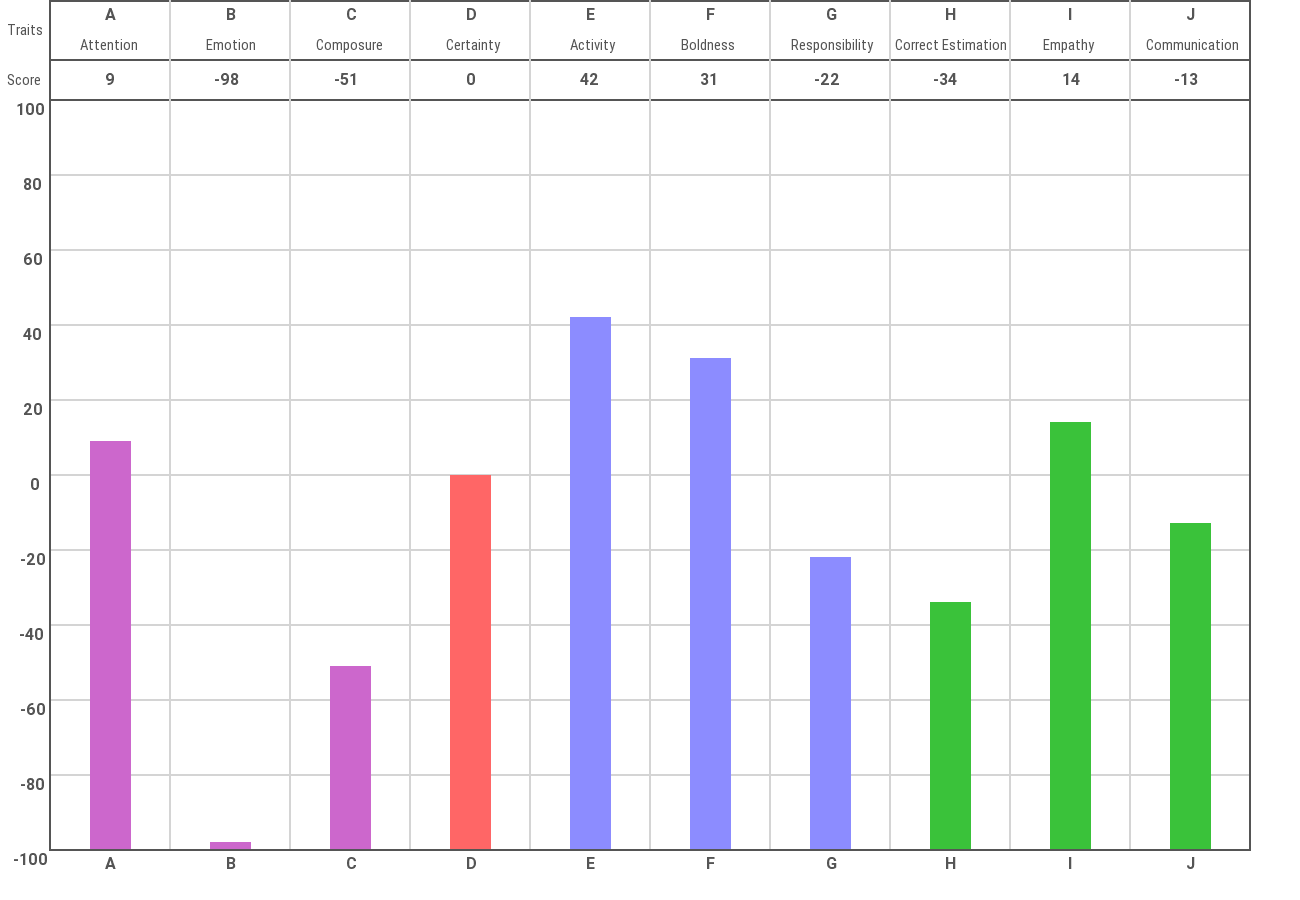 Traits
A B C D E F G H I J
Attention Emotion Composure Certainty Activity Boldness Responsibility Correct Estimation Empathy Communication
Score 9 -98 -51 0 42 31 -22 -34 14 -13
100
80
60
40
20
0
-20
-40
-60
-80
-100
A B C D E F G H I J